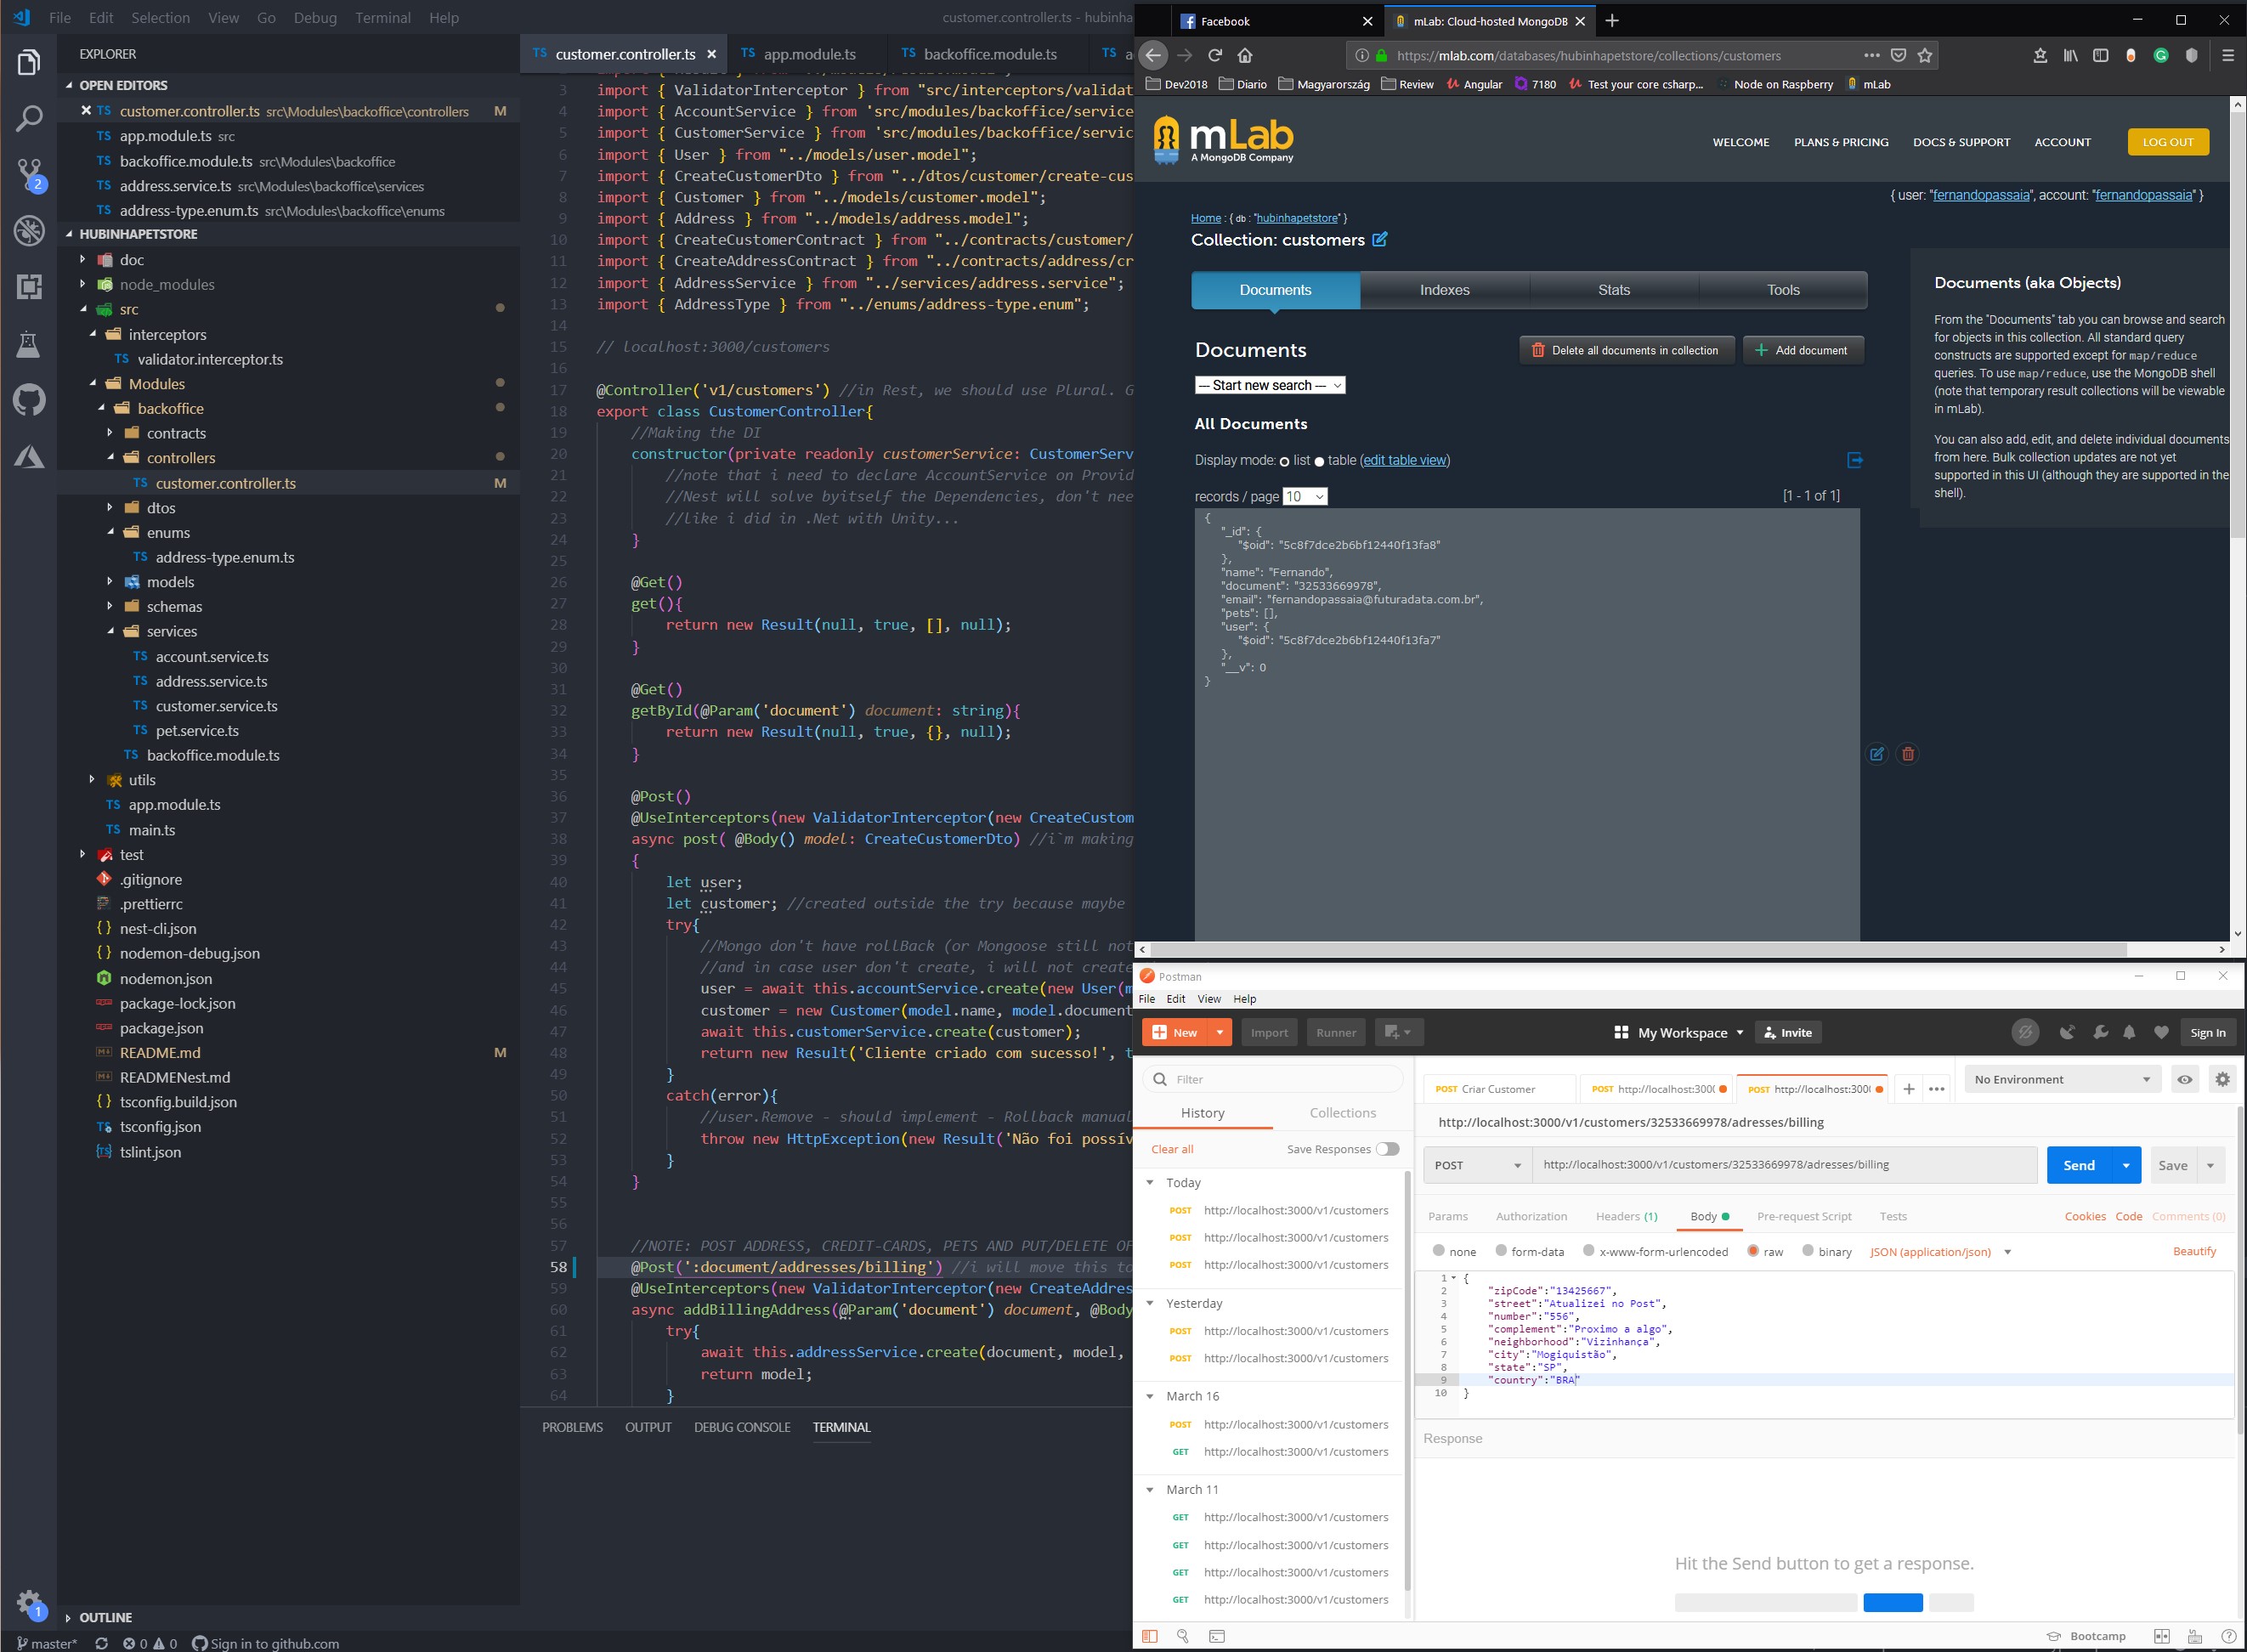 File Edit Selection View Go Debug Terminal Help
customer.controller.ts - hubinha
EXPLORER
OPEN EDITORS
customer.controller.ts src\Modules\backoffice\controllers M
app.module.ts src
backoffice.module.ts src\Modules\backoffice
address.service.ts src\Modules\backoffice\services
address-type.enum.ts src\Modules\backoffice\enums
HUBINHAPETSTORE
doc
node_modules
src
interceptors
validator.interceptor.ts
Modules
backoffice
contracts
controllers
customer.controller.ts M
dtos
enums
address-type.enum.ts
models
schemas
services
account.service.ts
address.service.ts
customer.service.ts
pet.service.ts
backoffice.module.ts
utils
app.module.ts
main.ts
test
.gitignore
.prettierrc
nest-cli.json
nodemon-debug.json
nodemon.json
package-lock.json
package.json
README.md M
READMENest.md
tsconfig.build.json
tsconfig.json
tslint.json
OUTLINE
master* 0 0 Sign in to github.com
customer.controller.ts app.module.ts backoffice.module.ts
3 import { ValidatorInterceptor } from "src/interceptors/validat
4 import { AccountService } from 'src/modules/backoffice/service
5 import { CustomerService } from 'src/modules/backoffice/servic
6 import { User } from "../models/user.model";
7 import { CreateCustomerDto } from "../dtos/customer/create-cus
8 import { Customer } from "../models/customer.model";
9 import { Address } from "../models/address.model";
10 import { CreateCustomerContract } from "../contracts/customer/
11 import { CreateAddressContract } from "../contracts/address/cr
12 import { AddressService } from "../services/address.service";
13 import { AddressType } from "../enums/address-type.enum";
14
15 // localhost:3000/customers
16
17 @Controller('v1/customers') //in Rest, we should use Plural. G
18 export class CustomerController{
19 //Making the DI
20 constructor(private readonly customerService: CustomerServ
21 //note that i need to declare AccountService on Provid
22 //Nest will solve byitself the Dependencies, don't nee
23 //like i did in .Net with Unity...
24 }
25
26 @Get()
27 get(){
28 return new Result(null, true, [], null);
29 }
30
31 @Get()
32 getById(@Param('document') document: string){
33 return new Result(null, true, {}, null);
34 }
35
36 @Post()
37 @UseInterceptors(new ValidatorInterceptor(new CreateCustom
38 async post( @Body() model: CreateCustomerDto) //i`m making
39 {
40 let user;
41 let customer; //created outside the try because maybe
42 try{
43 //Mongo don't have rollBack (or Mongoose still not
44 //and in case user don't create, i will not create
45 user = await this.accountService.create(new User(m
46 customer = new Customer(model.name, model.document
47 await this.customerService.create(customer);
48 return new Result('Cliente criado com sucesso!', t
49 }
50 catch(error){
51 //user.Remove - should implement - Rollback manual
52 throw new HttpException(new Result('Não foi possív
53 }
54 }
55
56
57 //NOTE: POST ADDRESS, CREDIT-CARDS, PETS AND PUT/DELETE OF
58 @Post(':document/addresses/billing') //i will move this to
59 @UseInterceptors(new ValidatorInterceptor(new CreateAddres
60 async addBillingAddress(@Param('document') document, @Body
61 try{
62 await this.addressService.create(document, model,
63 return model;
64 }
PROBLEMS OUTPUT DEBUG CONSOLE TERMINAL
Facebook mLab: Cloud-hosted MongoDB
https://mlab.com/databases/hubinhapetstore/collections/customers
Dev2018 Diario Magyarország Review Angular 7180 Test your core csharp... Node on Raspberry mLab
mLab
A MongoDB Company
WELCOME PLANS & PRICING DOCS & SUPPORT ACCOUNT LOG OUT
{ user: "fernandopassaia", account: "fernandopassaia" }
Home : { db : "hubinhapetstore" }
Collection: customers
Documents Indexes Stats Tools
Documents
Delete all documents in collection Add document
--- Start new search ---
All Documents
Display mode: list table (edit table view)
records / page 10 [1 - 1 of 1]
{
"_id": {
"$oid": "5c8f7dce2b6bf12440f13fa8"
},
"name": "Fernando",
"document": "32533669978",
"email": "fernandopassaia@futuradata.com.br",
"pets": [],
"user": {
"$oid": "5c8f7dce2b6bf12440f13fa7"
},
"__v": 0
}
Documents (aka Objects)
From the "Documents" tab you can browse and search
for objects in this collection. All standard query
constructs are supported except for map/reduce
queries. To use map/reduce, use the MongoDB shell
(note that temporary result collections will be viewable
in mLab).
You can also add, edit, and delete individual documents
from here. Bulk collection updates are not yet
supported in this UI (although they are supported in the
shell).
Postman
File Edit View Help
New Import Runner My Workspace Invite Sign In
Filter
History Collections
Clear all Save Responses
Today
POST http://localhost:3000/v1/customers
POST http://localhost:3000/v1/customers
POST http://localhost:3000/v1/customers
Yesterday
POST http://localhost:3000/v1/customers
POST http://localhost:3000/v1/customers
March 16
POST http://localhost:3000/v1/customers
GET http://localhost:3000/v1/customers
March 11
GET http://localhost:3000/v1/customers
GET http://localhost:3000/v1/customers
GET http://localhost:3000/v1/customers
GET http://localhost:3000/v1/customers
POST Criar Customer POST http://localhost:300( POST http://localhost:300(
No Environment
http://localhost:3000/v1/customers/32533669978/adresses/billing
POST http://localhost:3000/v1/customers/32533669978/adresses/billing Send Save
Params Authorization Headers (1) Body Pre-request Script Tests Cookies Code Comments (0)
none form-data x-www-form-urlencoded raw binary JSON (application/json) Beautify
1 {
2 "zipCode":"13425667",
3 "street":"Atualizei no Post",
4 "number":"556",
5 "complement":"Proximo a algo",
6 "neighborhood":"Vizinhança",
7 "city":"Mogiquistão",
8 "state":"SP",
9 "country":"BRA"
10 }
Response
Hit the Send button to get a response.
Bootcamp